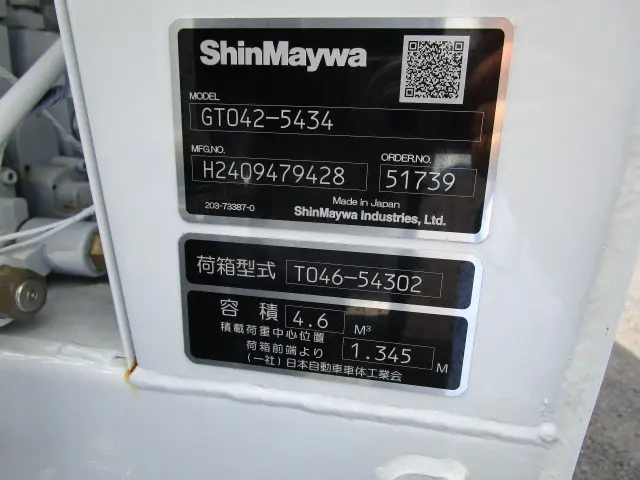 ShinMaywa
MODEL
GT042-5434
MFG.NO. ORDER.NO.
H2409479428 51739
203-73387-0 Made in Japan
ShinMaywa Industries, Ltd.
荷箱型式 T046-54302
容積 4.6 M³
積載荷重中心位置
荷箱前端より 1.345 M
(一社)日本自動車車体工業会